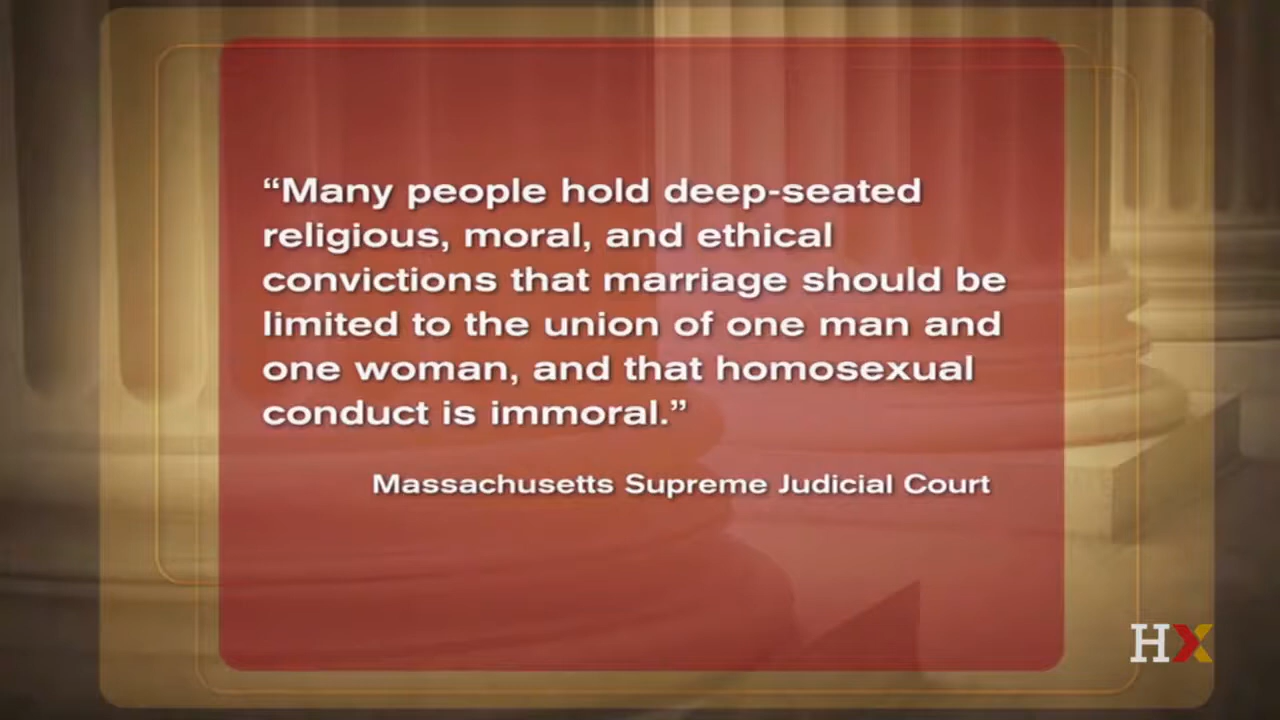 “Many people hold deep-seated
religious, moral, and ethical
convictions that marriage should be
limited to the union of one man and
one woman, and that homosexual
conduct is immoral.”
Massachusetts Supreme Judicial Court
HX